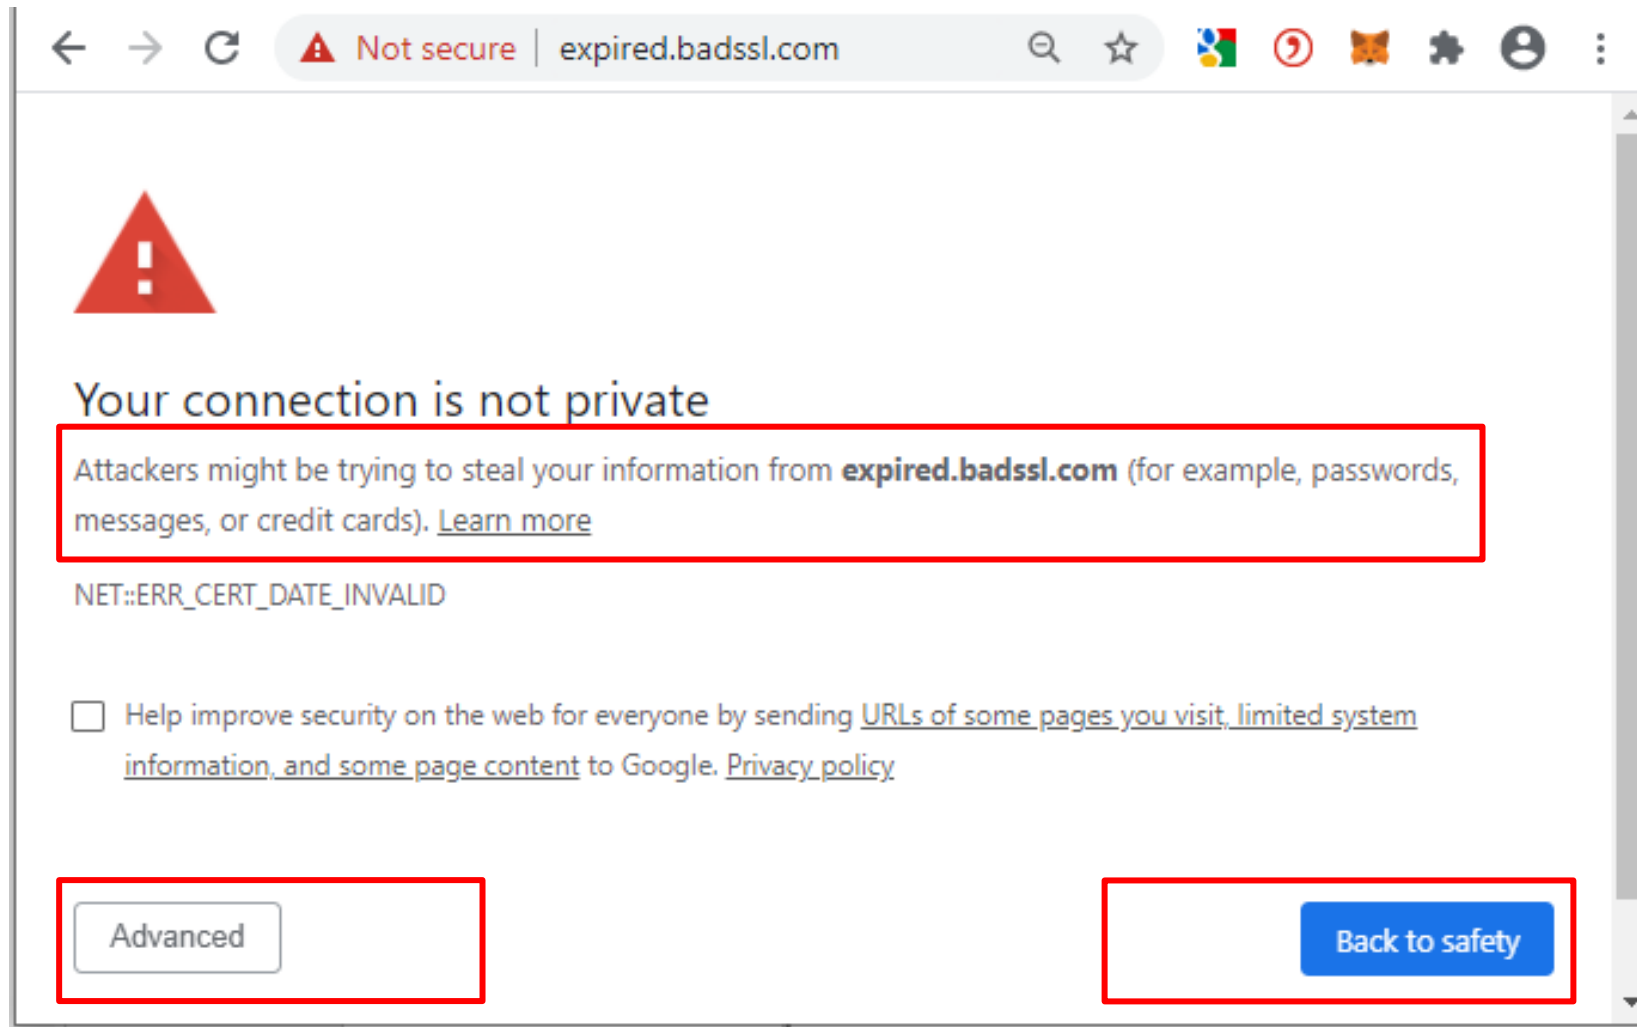 Not secure | expired.badssl.com
Your connection is not private
Attackers might be trying to steal your information from expired.badssl.com (for example, passwords,
messages, or credit cards). Learn more
NET::ERR_CERT_DATE_INVALID
Help improve security on the web for everyone by sending URLs of some pages you visit, limited system
information, and some page content to Google. Privacy policy
Advanced
Back to safety